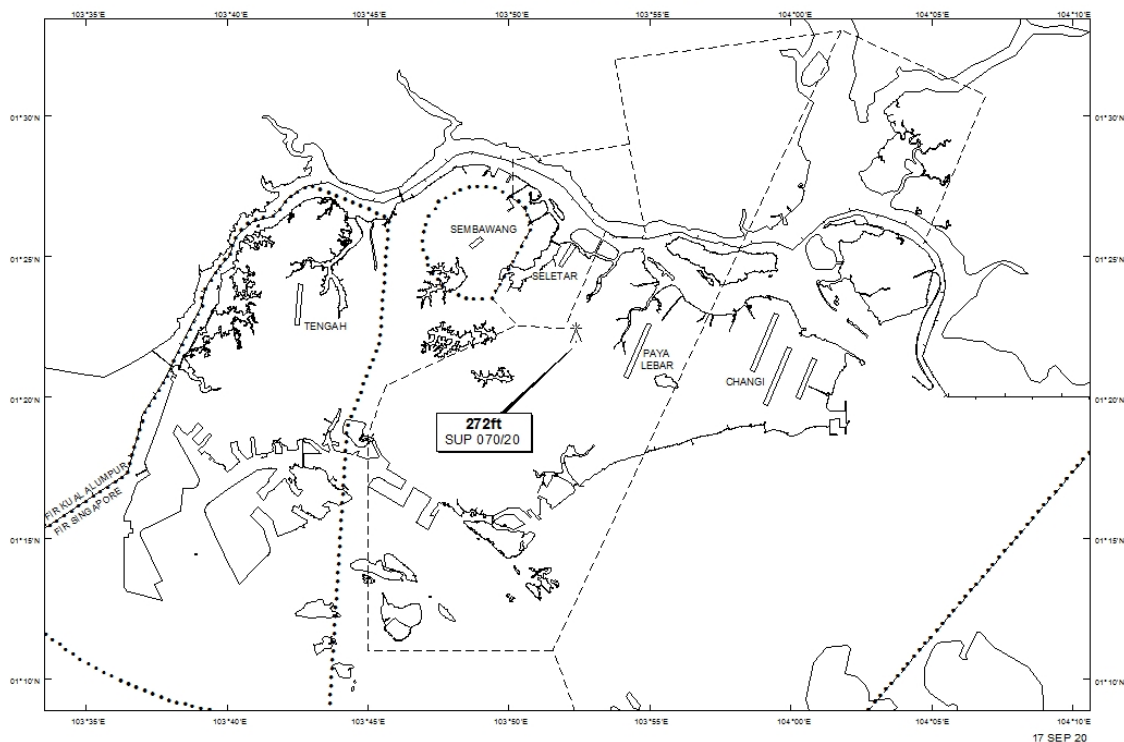 103°35'E 103°40'E 103°45'E 103°50'E 103°55'E 104°00'E 104°05'E 104°10'E
01°30'N 01°30'N
SEMBAWANG
01°25'N 01°25'N
SELETAR
TENGAH
PAYA
LEBAR
CHANGI
01°20'N 01°20'N
272ft
SUP 070/20
FIR KUALA LUMPUR
FIR SINGAPORE
01°15'N 01°15'N
01°10'N 01°10'N
103°35'E 103°40'E 103°45'E 103°50'E 103°55'E 104°00'E 104°05'E 104°10'E
17 SEP 20